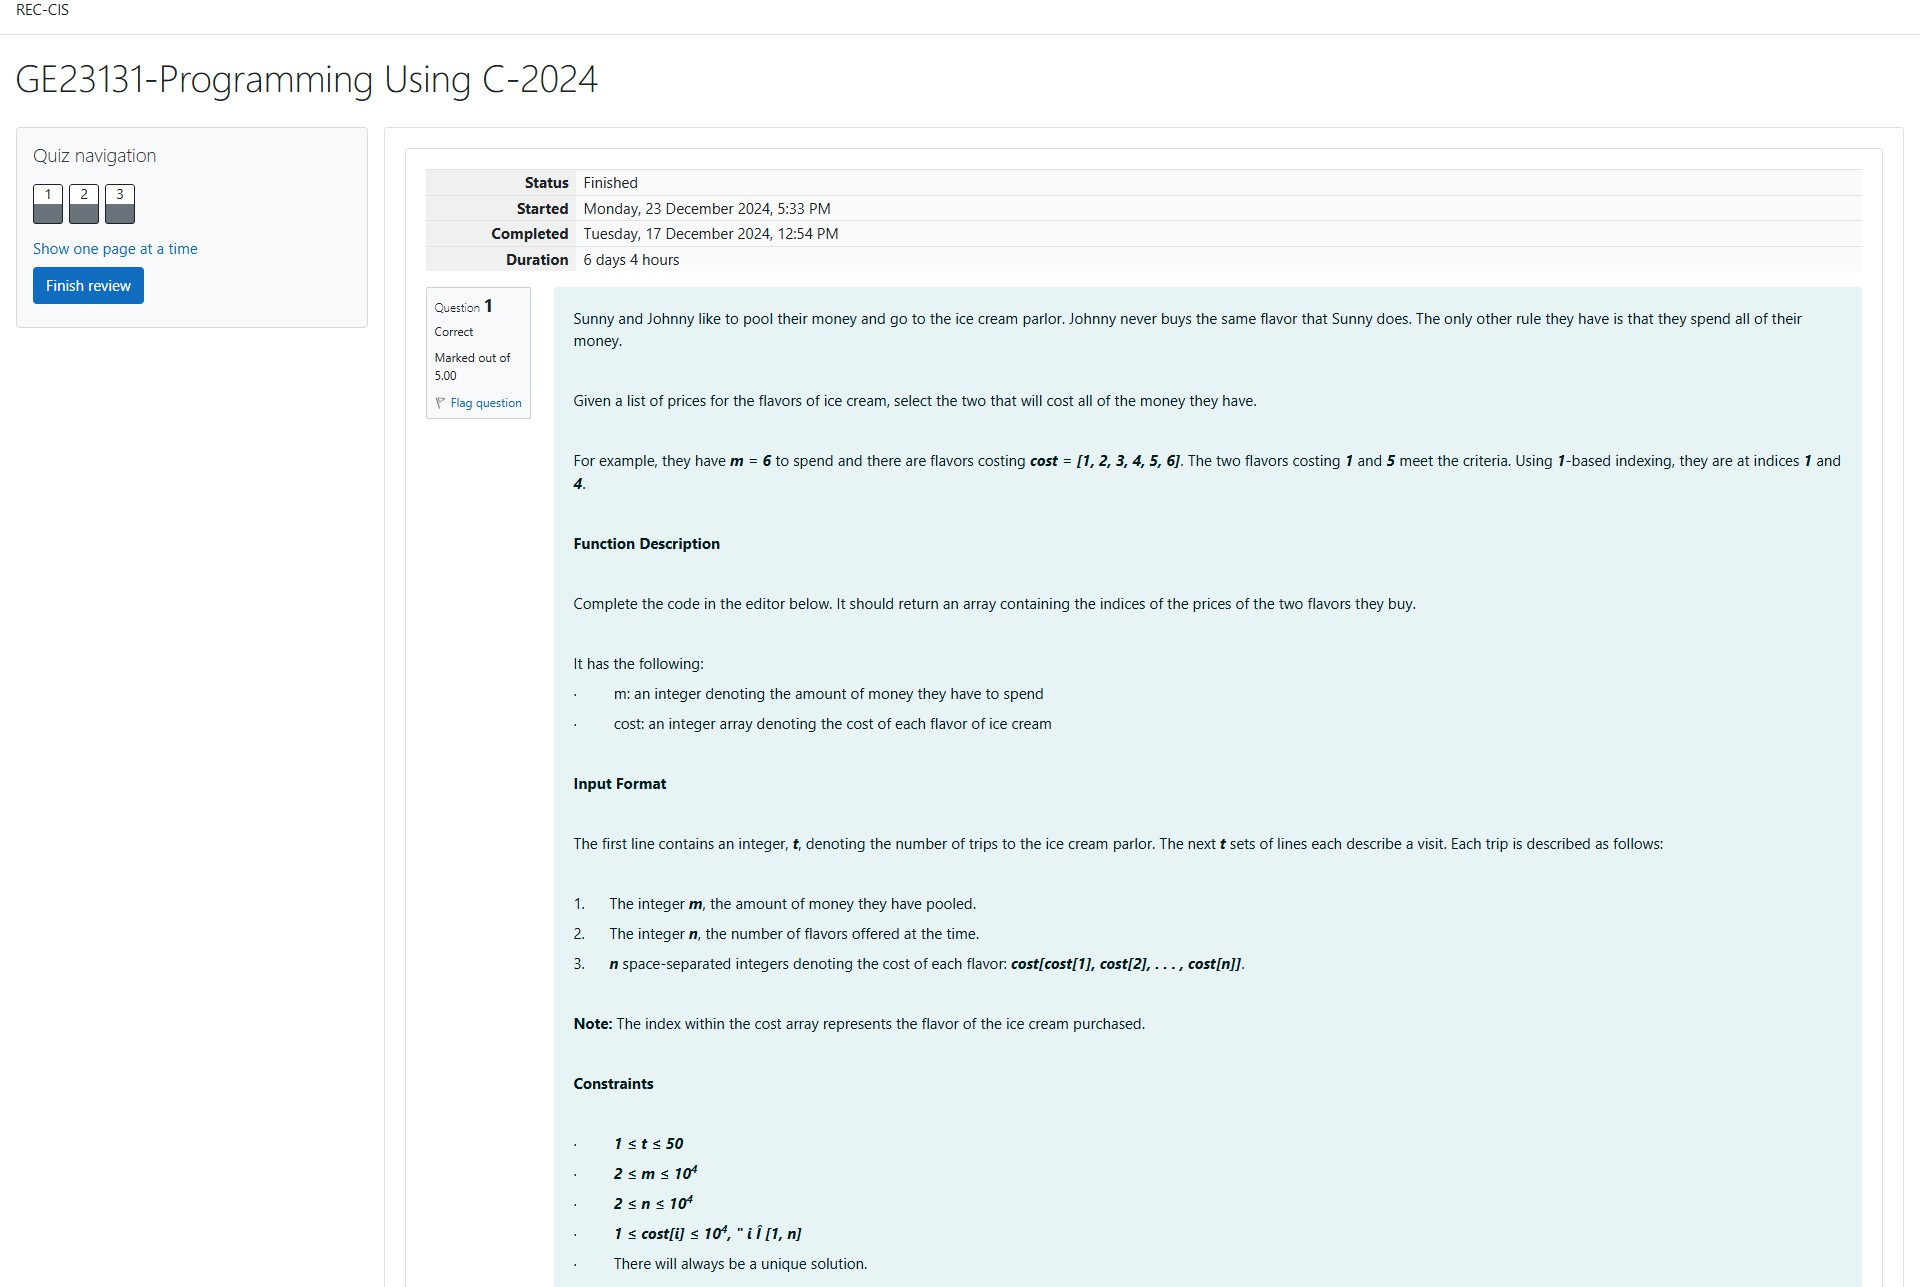 REC-CIS
GE23131-Programming Using C-2024
Quiz navigation
1 2 3
Show one page at a time
Finish review
Status Finished
Started Monday, 23 December 2024, 5:33 PM
Completed Tuesday, 17 December 2024, 12:54 PM
Duration 6 days 4 hours
Question 1
Correct
Marked out of
5.00
Flag question
Sunny and Johnny like to pool their money and go to the ice cream parlor. Johnny never buys the same flavor that Sunny does. The only other rule they have is that they spend all of their
money.
Given a list of prices for the flavors of ice cream, select the two that will cost all of the money they have.
For example, they have m = 6 to spend and there are flavors costing cost = [1, 2, 3, 4, 5, 6]. The two flavors costing 1 and 5 meet the criteria. Using 1-based indexing, they are at indices 1 and
4.
Function Description
Complete the code in the editor below. It should return an array containing the indices of the prices of the two flavors they buy.
It has the following:
· m: an integer denoting the amount of money they have to spend
· cost: an integer array denoting the cost of each flavor of ice cream
Input Format
The first line contains an integer, t, denoting the number of trips to the ice cream parlor. The next t sets of lines each describe a visit. Each trip is described as follows:
1. The integer m, the amount of money they have pooled.
2. The integer n, the number of flavors offered at the time.
3. n space-separated integers denoting the cost of each flavor: cost[cost[1], cost[2], . . . , cost[n]].
Note: The index within the cost array represents the flavor of the ice cream purchased.
Constraints
· 1 ≤ t ≤ 50
· 2 ≤ m ≤ 10⁴
· 2 ≤ n ≤ 10⁴
· 1 ≤ cost[i] ≤ 10⁴, " i Î [1, n]
· There will always be a unique solution.